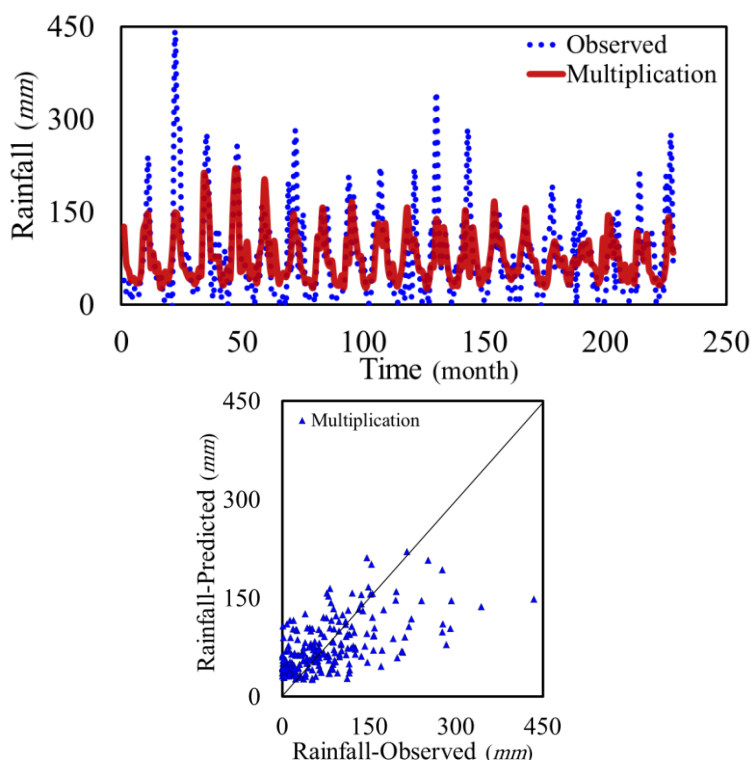 450
Observed
Multiplication
300
150
0
Rainfall (mm)
0 50 100 150 200 250
Time (month)
450
Multiplication
300
150
0
Rainfall-Predicted (mm)
0 150 300 450
Rainfall-Observed (mm)